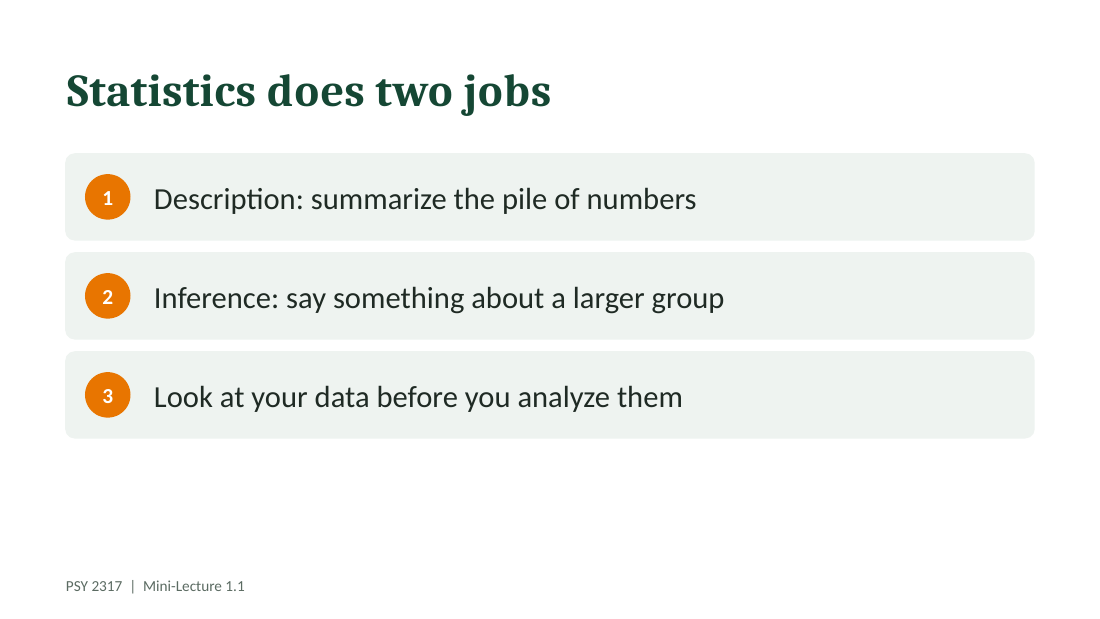 Statistics does two jobs
1 Description: summarize the pile of numbers
2 Inference: say something about a larger group
3 Look at your data before you analyze them
PSY 2317 | Mini-Lecture 1.1